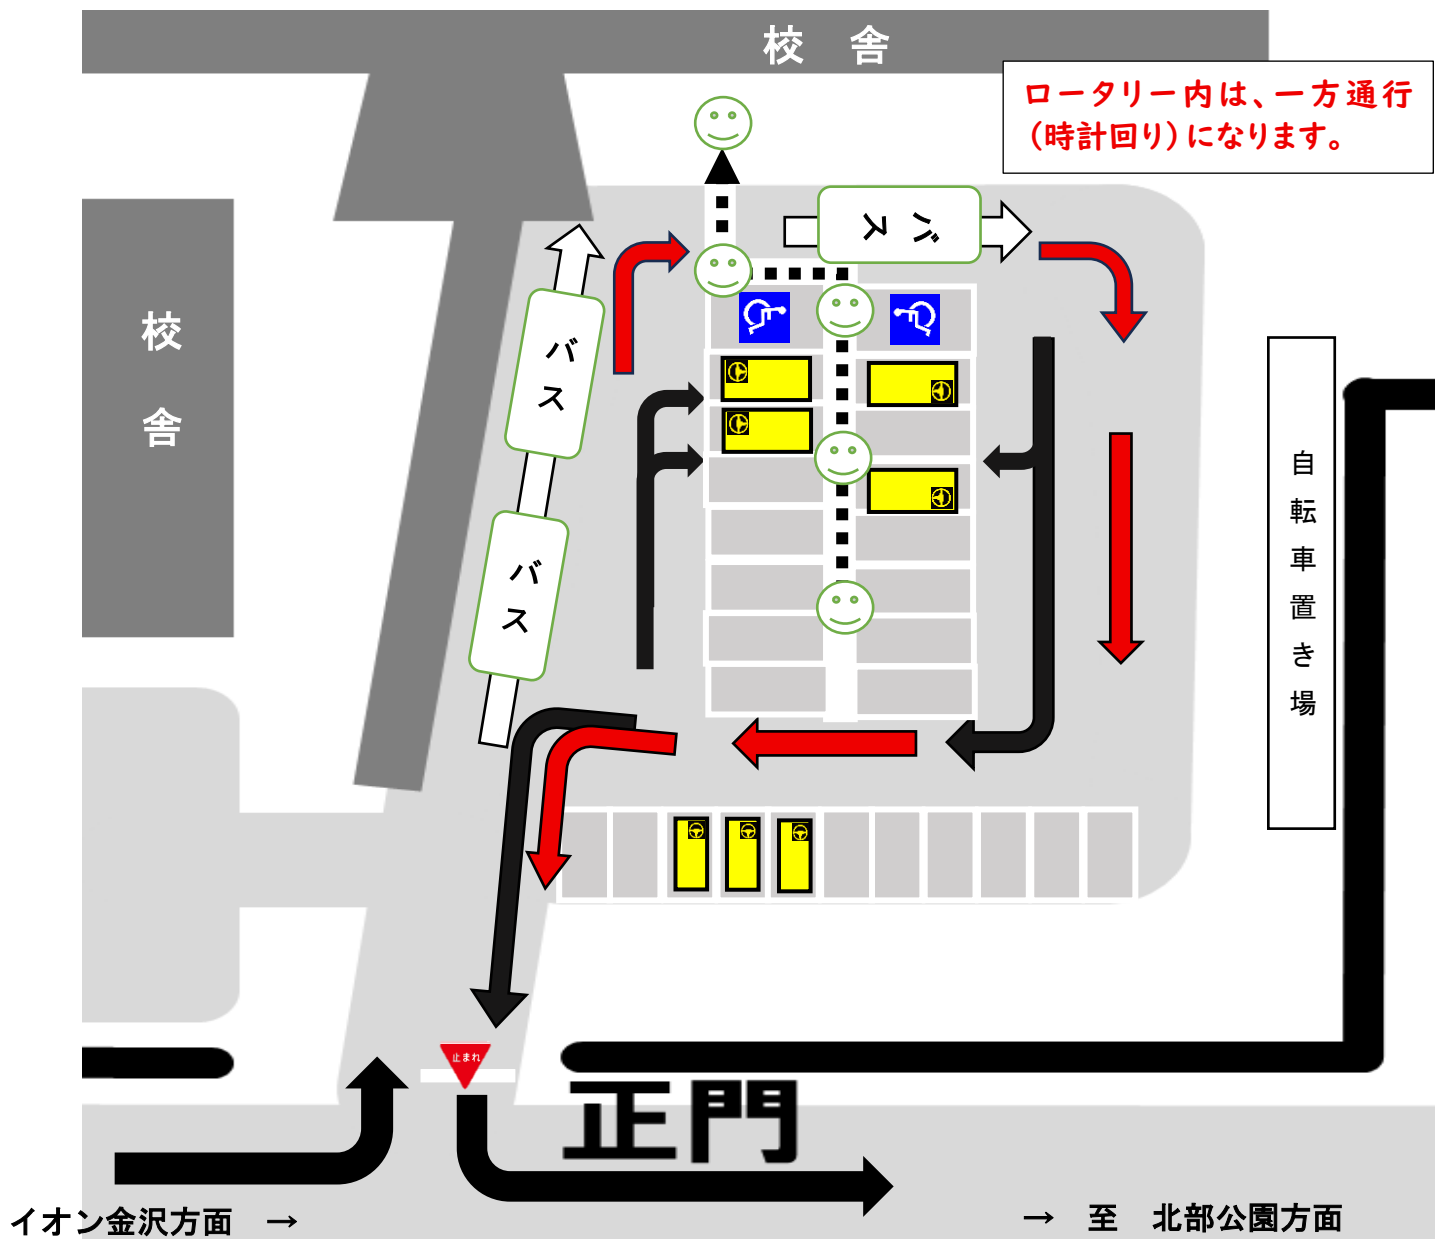 校　舎
ロータリー内は、一方通行
（時計回り）になります。
バス
バス
バス
校舎
自転車置き場
止まれ
正門
イオン金沢方面　→
→　至　北部公園方面